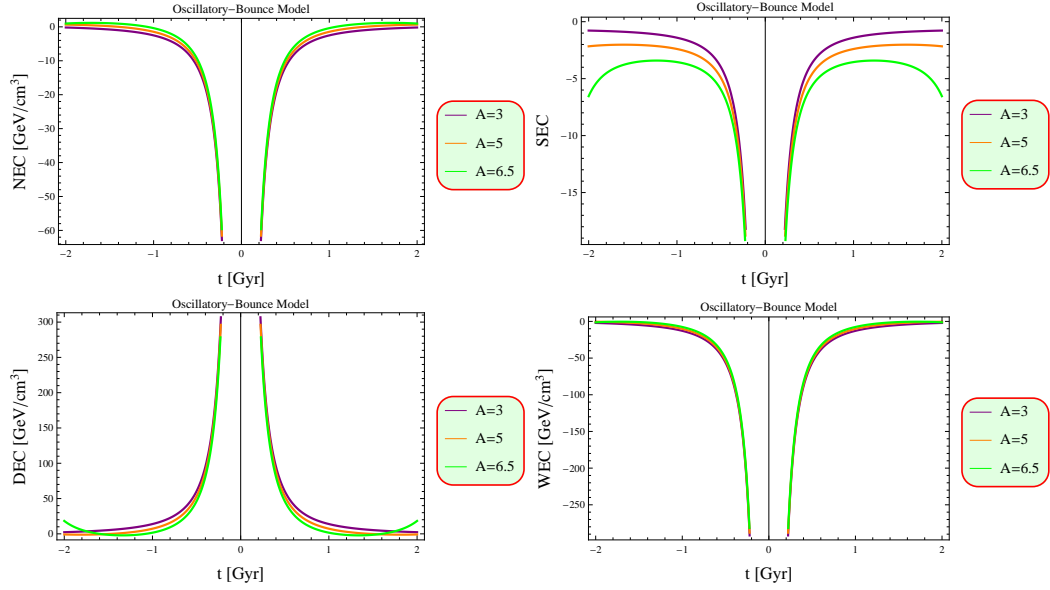 Oscillatory−Bounce Model
NEC [GeV/cm³]
0
−10
−20
−30
−40
−50
−60
−2
−1
0
1
2
t [Gyr]
A=3
A=5
A=6.5
Oscillatory−Bounce Model
SEC
0
−5
−10
−15
−2
−1
0
1
2
t [Gyr]
A=3
A=5
A=6.5
Oscillatory−Bounce Model
DEC [GeV/cm³]
300
250
200
150
100
50
0
−2
−1
0
1
2
t [Gyr]
A=3
A=5
A=6.5
Oscillatory−Bounce Model
WEC [GeV/cm³]
0
−50
−100
−150
−200
−250
−2
−1
0
1
2
t [Gyr]
A=3
A=5
A=6.5